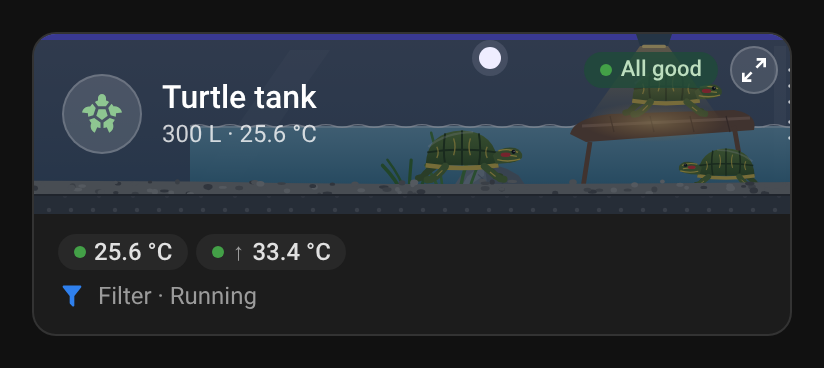 All good
Turtle tank
300 L · 25.6 °C
25.6 °C
↑ 33.4 °C
Filter · Running